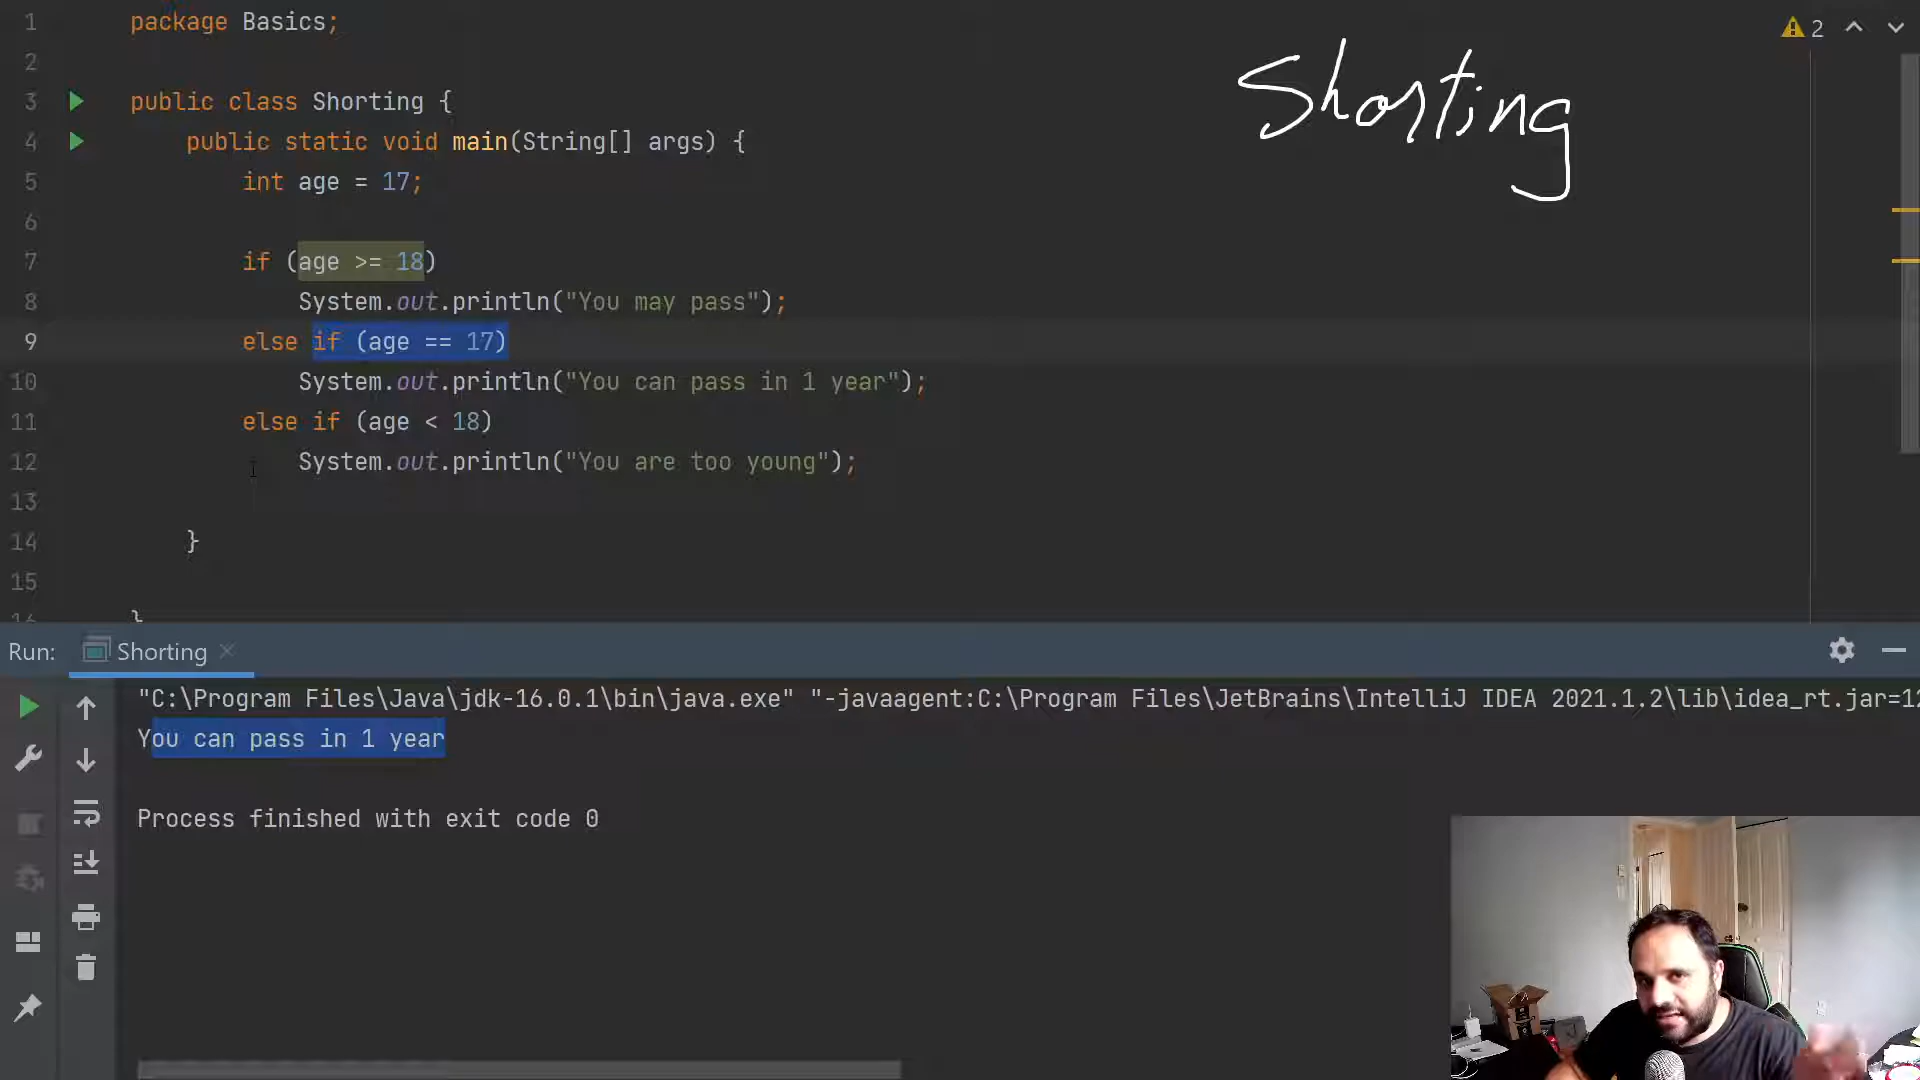 1 package Basics;
2
3 public class Shorting {
4 public static void main(String[] args) {
5 int age = 17;
6
7 if (age >= 18)
8 System.out.println("You may pass");
9 else if (age == 17)
10 System.out.println("You can pass in 1 year");
11 else if (age < 18)
12 System.out.println("You are too young");
13
14 }
15
16 }
2
Shorting
Run: Shorting
"C:\Program Files\Java\jdk-16.0.1\bin\java.exe" "-javaagent:C:\Program Files\JetBrains\IntelliJ IDEA 2021.1.2\lib\idea_rt.jar=12
You can pass in 1 year
Process finished with exit code 0